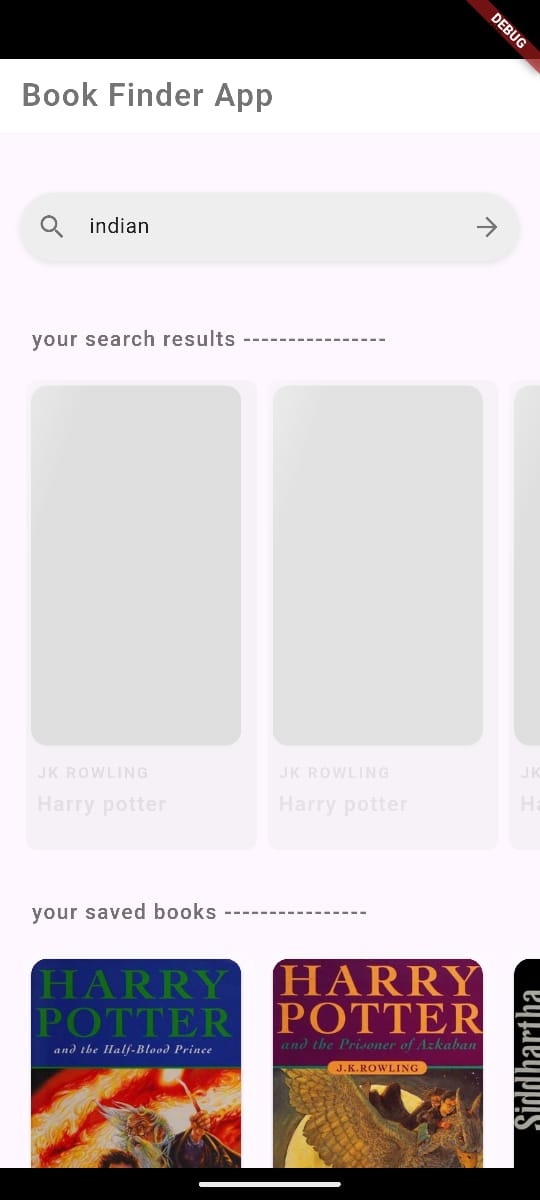 DEBUG
Book Finder App
indian
your search results ----------------
JK ROWLING
Harry potter
JK ROWLING
Harry potter
JK
Ha
your saved books ----------------
HARRY
POTTER
and the Half-Blood Prince
HARRY
POTTER
and the Prisoner of Azkaban
J.K.ROWLING
Siddhartha